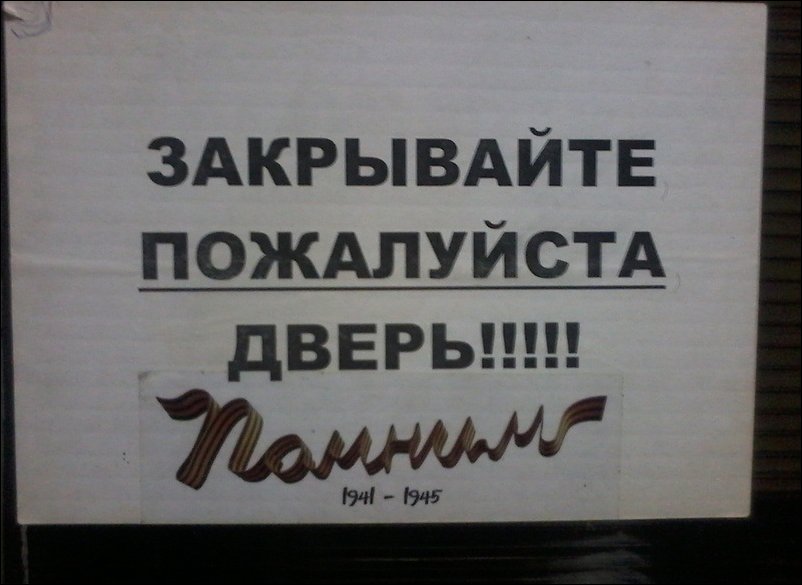 ЗАКРЫВАЙТЕ
ПОЖАЛУЙСТА
ДВЕРЬ!!!!!
Помним
1941 - 1945